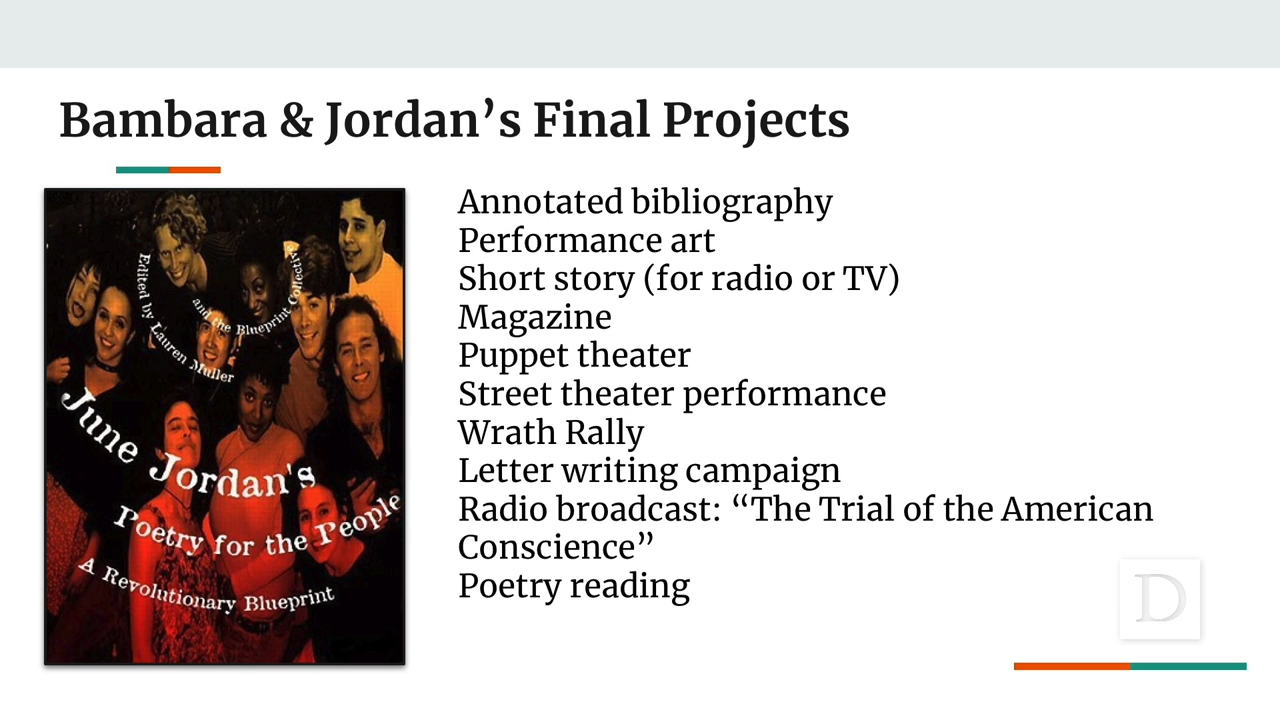 Bambara & Jordan’s Final Projects
Edited by Lauren Muller
and the Blueprint Collective
June Jordan's
Poetry for the People
A Revolutionary Blueprint
Annotated bibliography
Performance art
Short story (for radio or TV)
Magazine
Puppet theater
Street theater performance
Wrath Rally
Letter writing campaign
Radio broadcast: “The Trial of the American
Conscience”
Poetry reading
D